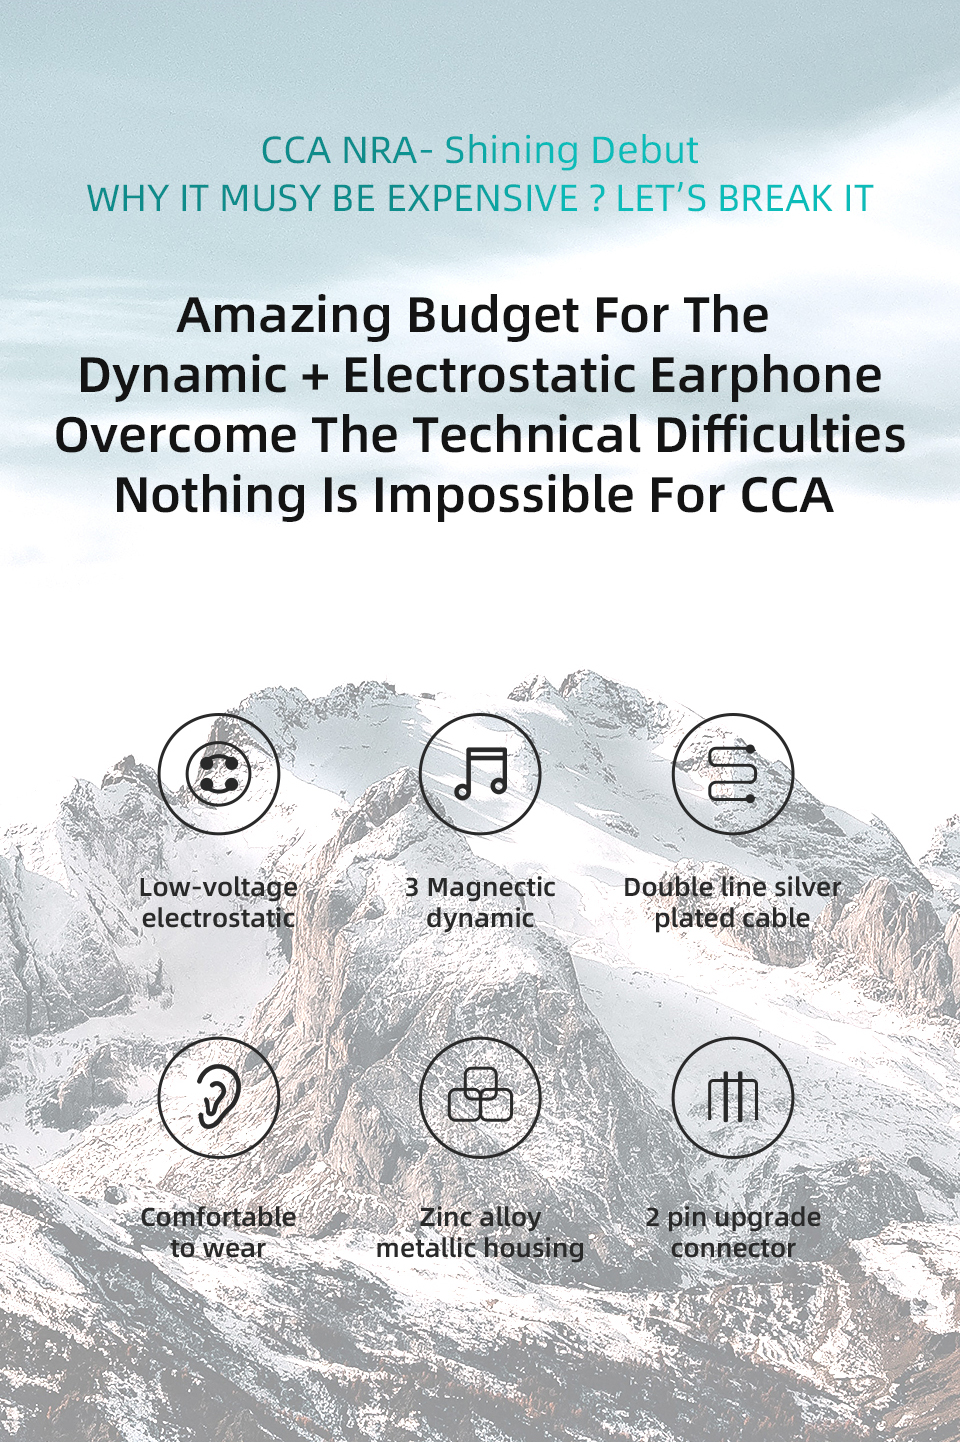 CCA NRA- Shining Debut
WHY IT MUSY BE EXPENSIVE ? LET'S BREAK IT
Amazing Budget For The
Dynamic + Electrostatic Earphone
Overcome The Technical Difficulties
Nothing Is Impossible For CCA
Low-voltage
electrostatic
3 Magnectic
dynamic
Double line silver
plated cable
Comfortable
to wear
Zinc alloy
metallic housing
2 pin upgrade
connector